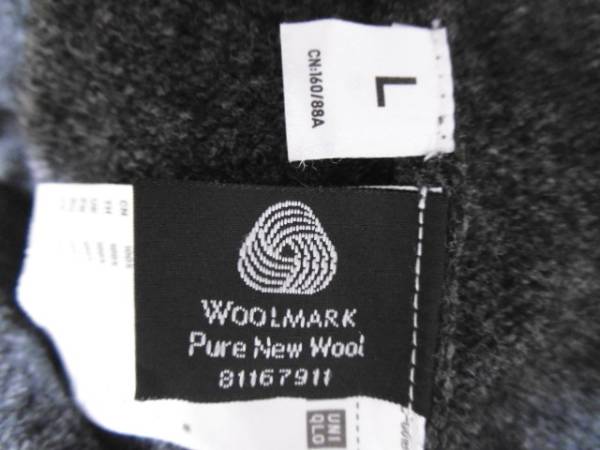 L
CN:160/88A
WOOLMARK
Pure New Wool
81167911
UNI
QLO